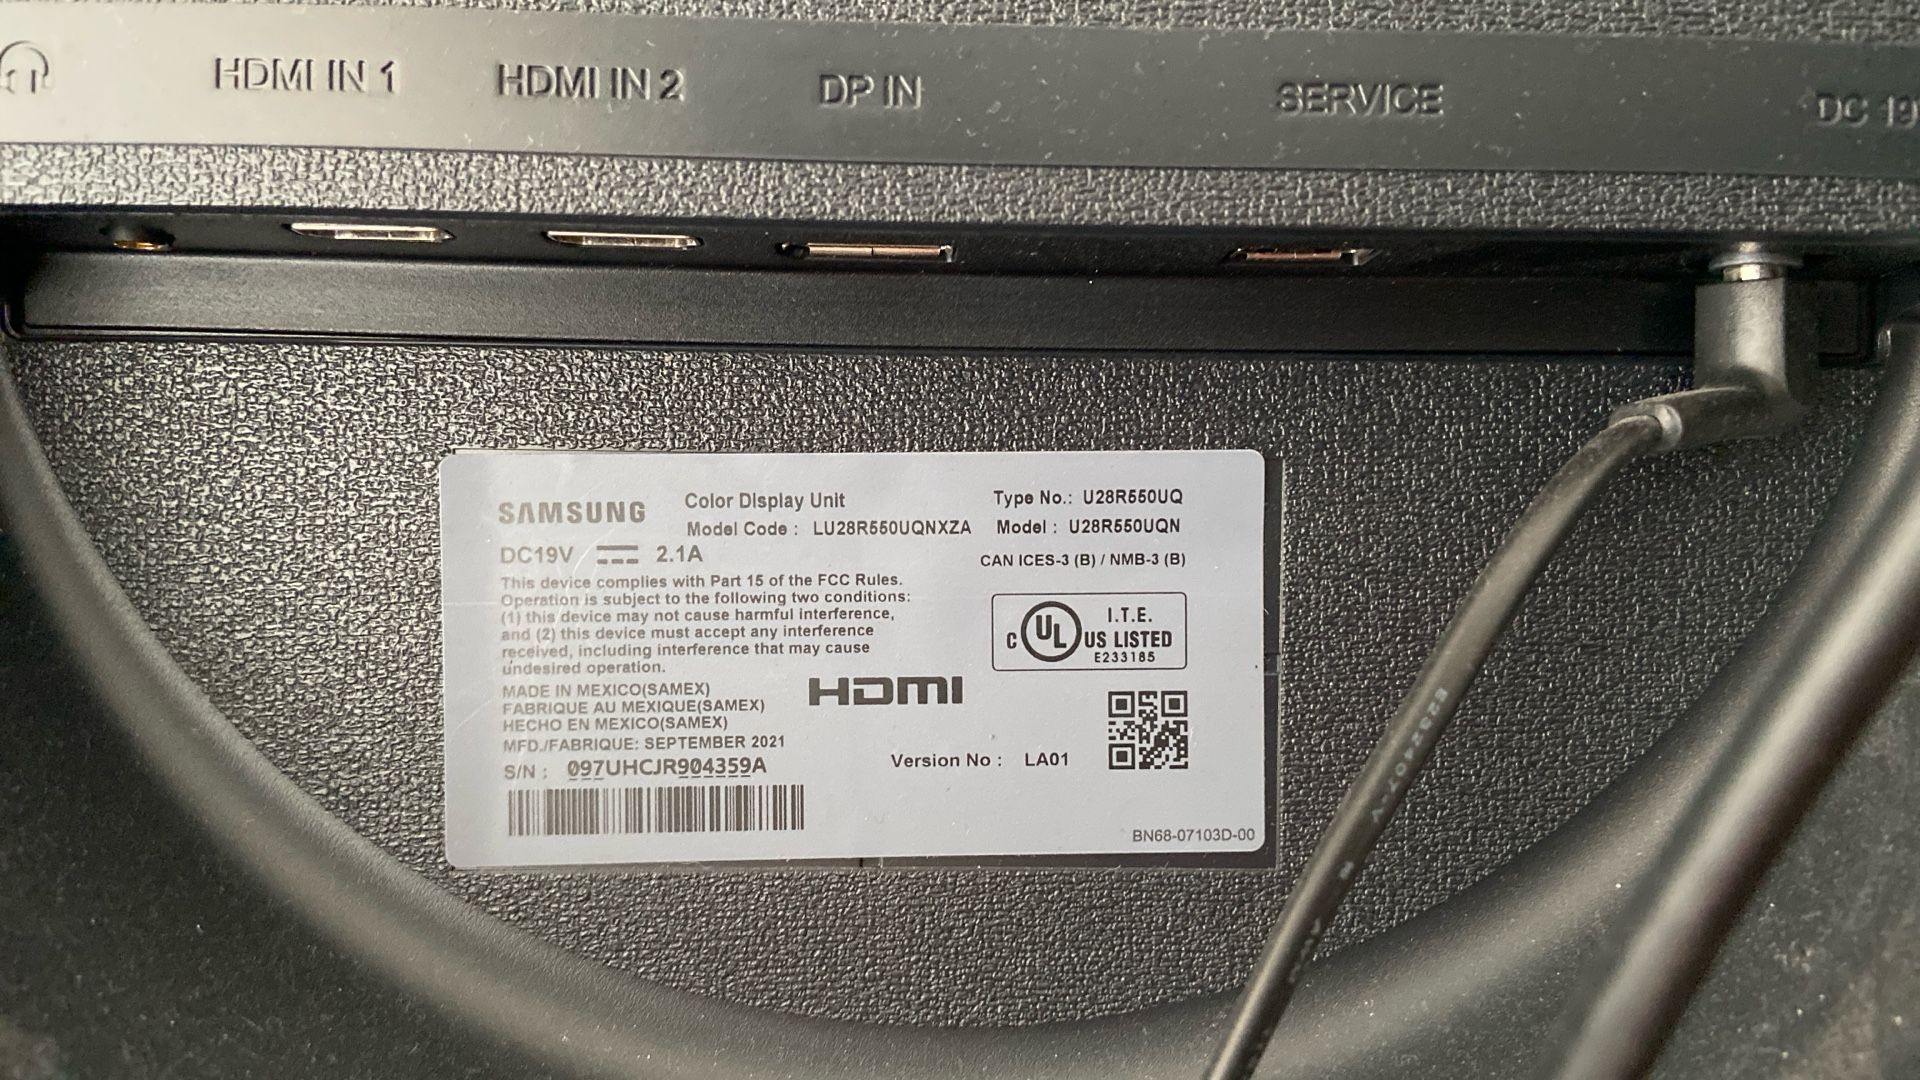 HDMI IN 1 HDMI IN 2 DP IN SERVICE DC 19
SAMSUNG Color Display Unit Type No.: U28R550UQ
Model Code : LU28R550UQNXZA Model : U28R550UQN
DC19V 2.1A CAN ICES-3 (B) / NMB-3 (B)
This device complies with Part 15 of the FCC Rules.
Operation is subject to the following two conditions:
(1) this device may not cause harmful interference,
and (2) this device must accept any interference
received, including interference that may cause
undesired operation.
C UL US LISTED
I.T.E.
E233185
MADE IN MEXICO(SAMEX)
FABRIQUE AU MEXIQUE(SAMEX)
HECHO EN MEXICO(SAMEX)
HDMI
MFD./FABRIQUE: SEPTEMBER 2021
S/N : 097UHCJR904359A
Version No : LA01
BN68-07103D-00